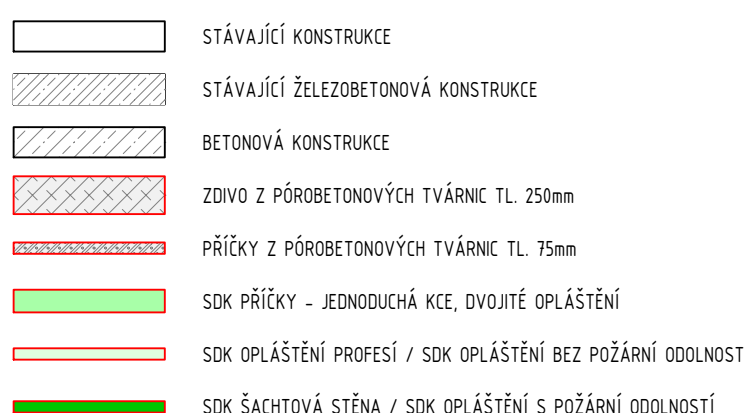 STÁVAJÍCÍ KONSTRUKCE
STÁVAJÍCÍ ŽELEZOBETONOVÁ KONSTRUKCE
BETONOVÁ KONSTRUKCE
ZDIVO Z PÓROBETONOVÝCH TVÁRNIC TL. 250mm
PŘÍČKY Z PÓROBETONOVÝCH TVÁRNIC TL. 75mm
SDK PŘÍČKY - JEDNODUCHÁ KCE, DVOJITÉ OPLÁŠTĚNÍ
SDK OPLÁŠTĚNÍ PROFESÍ / SDK OPLÁŠTĚNÍ BEZ POŽÁRNÍ ODOLNOST
SDK ŠACHTOVÁ STĚNA / SDK OPLÁŠTĚNÍ S POŽÁRNÍ ODOLNOSTÍ